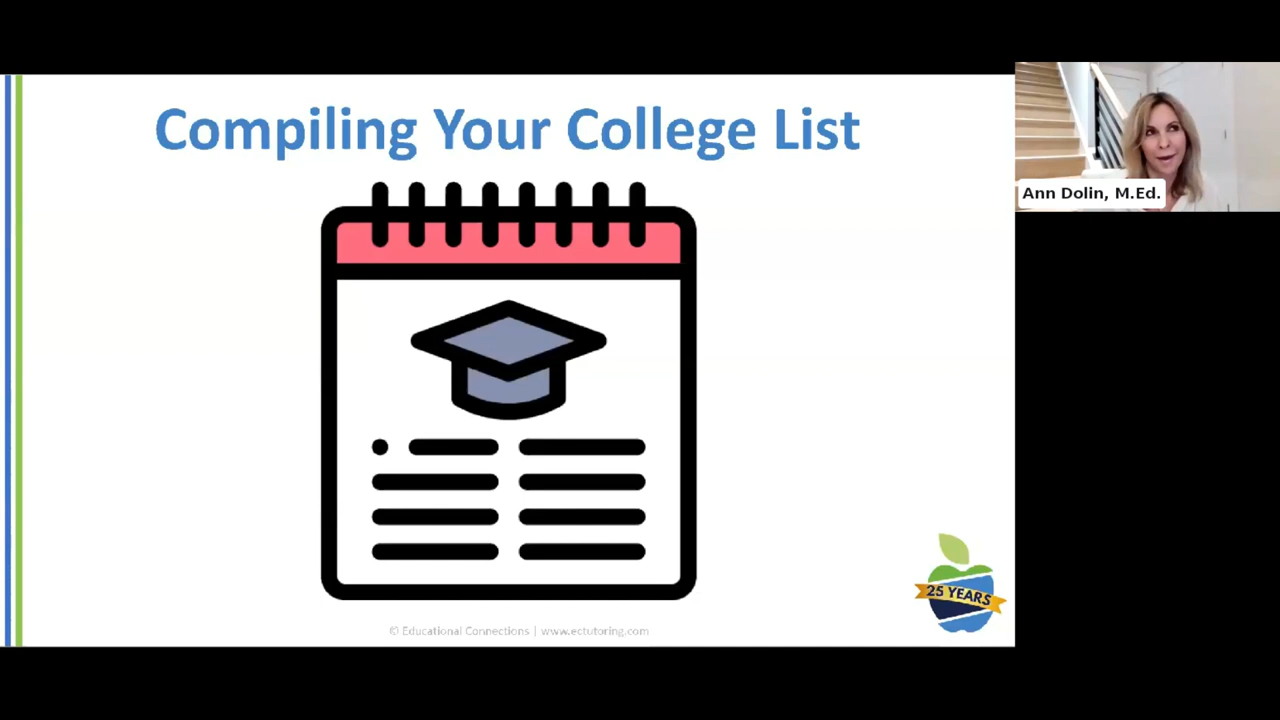 Compiling Your College List
Ann Dolin, M.Ed.
25 YEARS
© Educational Connections | www.ectutoring.com